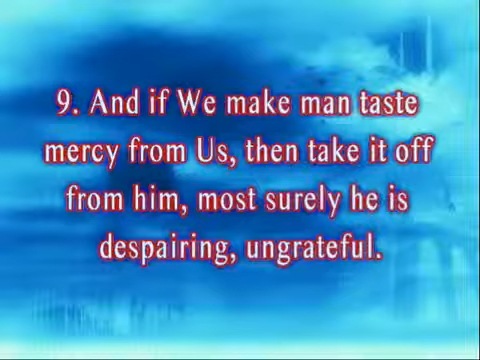 9. And if We make man taste
mercy from Us, then take it off
from him, most surely he is
despairing, ungrateful.